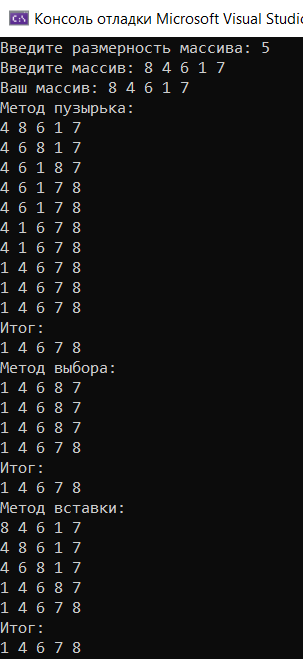 Консоль отладки Microsoft Visual Studio
Введите размерность массива: 5
Введите массив: 8 4 6 1 7
Ваш массив: 8 4 6 1 7
Метод пузырька:
4 8 6 1 7
4 6 8 1 7
4 6 1 8 7
4 6 1 7 8
4 6 1 7 8
4 1 6 7 8
4 1 6 7 8
1 4 6 7 8
1 4 6 7 8
1 4 6 7 8
Итог:
1 4 6 7 8
Метод выбора:
1 4 6 8 7
1 4 6 8 7
1 4 6 8 7
1 4 6 7 8
Итог:
1 4 6 7 8
Метод вставки:
8 4 6 1 7
4 8 6 1 7
4 6 8 1 7
1 4 6 8 7
1 4 6 7 8
Итог:
1 4 6 7 8